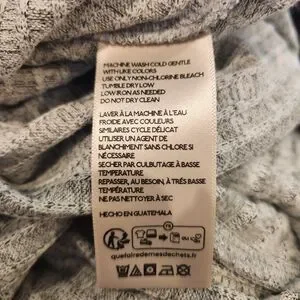 MACHINE WASH COLD GENTLE
WITH LIKE COLORS
USE ONLY NON-CHLORINE BLEACH
TUMBLE DRY LOW
LOW IRON AS NEEDED
DO NOT DRY CLEAN
LAVER À LA MACHINE À L'EAU
FROIDE AVEC COULEURS
SIMILAIRES CYCLE DÉLICAT
UTILISER UN AGENT DE
BLANCHIMENT SANS CHLORE SI
NÉCESSAIRE
SECHER PAR CULBUTAGE À BASSE
TEMPERATURE
REPASSER, AU BESOIN, À TRÈS BASSE
TEMPÉRATURE
NE PAS NETTOYER À SEC
HECHO EN GUATEMALA
FR
quefairedemesdechets.fr